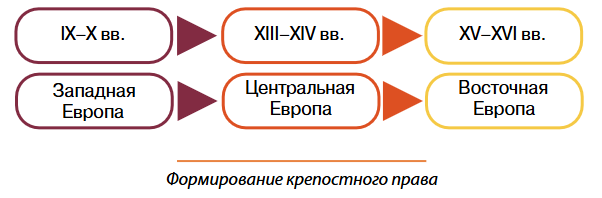 IX–X вв.
XIII–XIV вв.
XV–XVI вв.
Западная
Европа
Центральная
Европа
Восточная
Европа
Формирование крепостного права